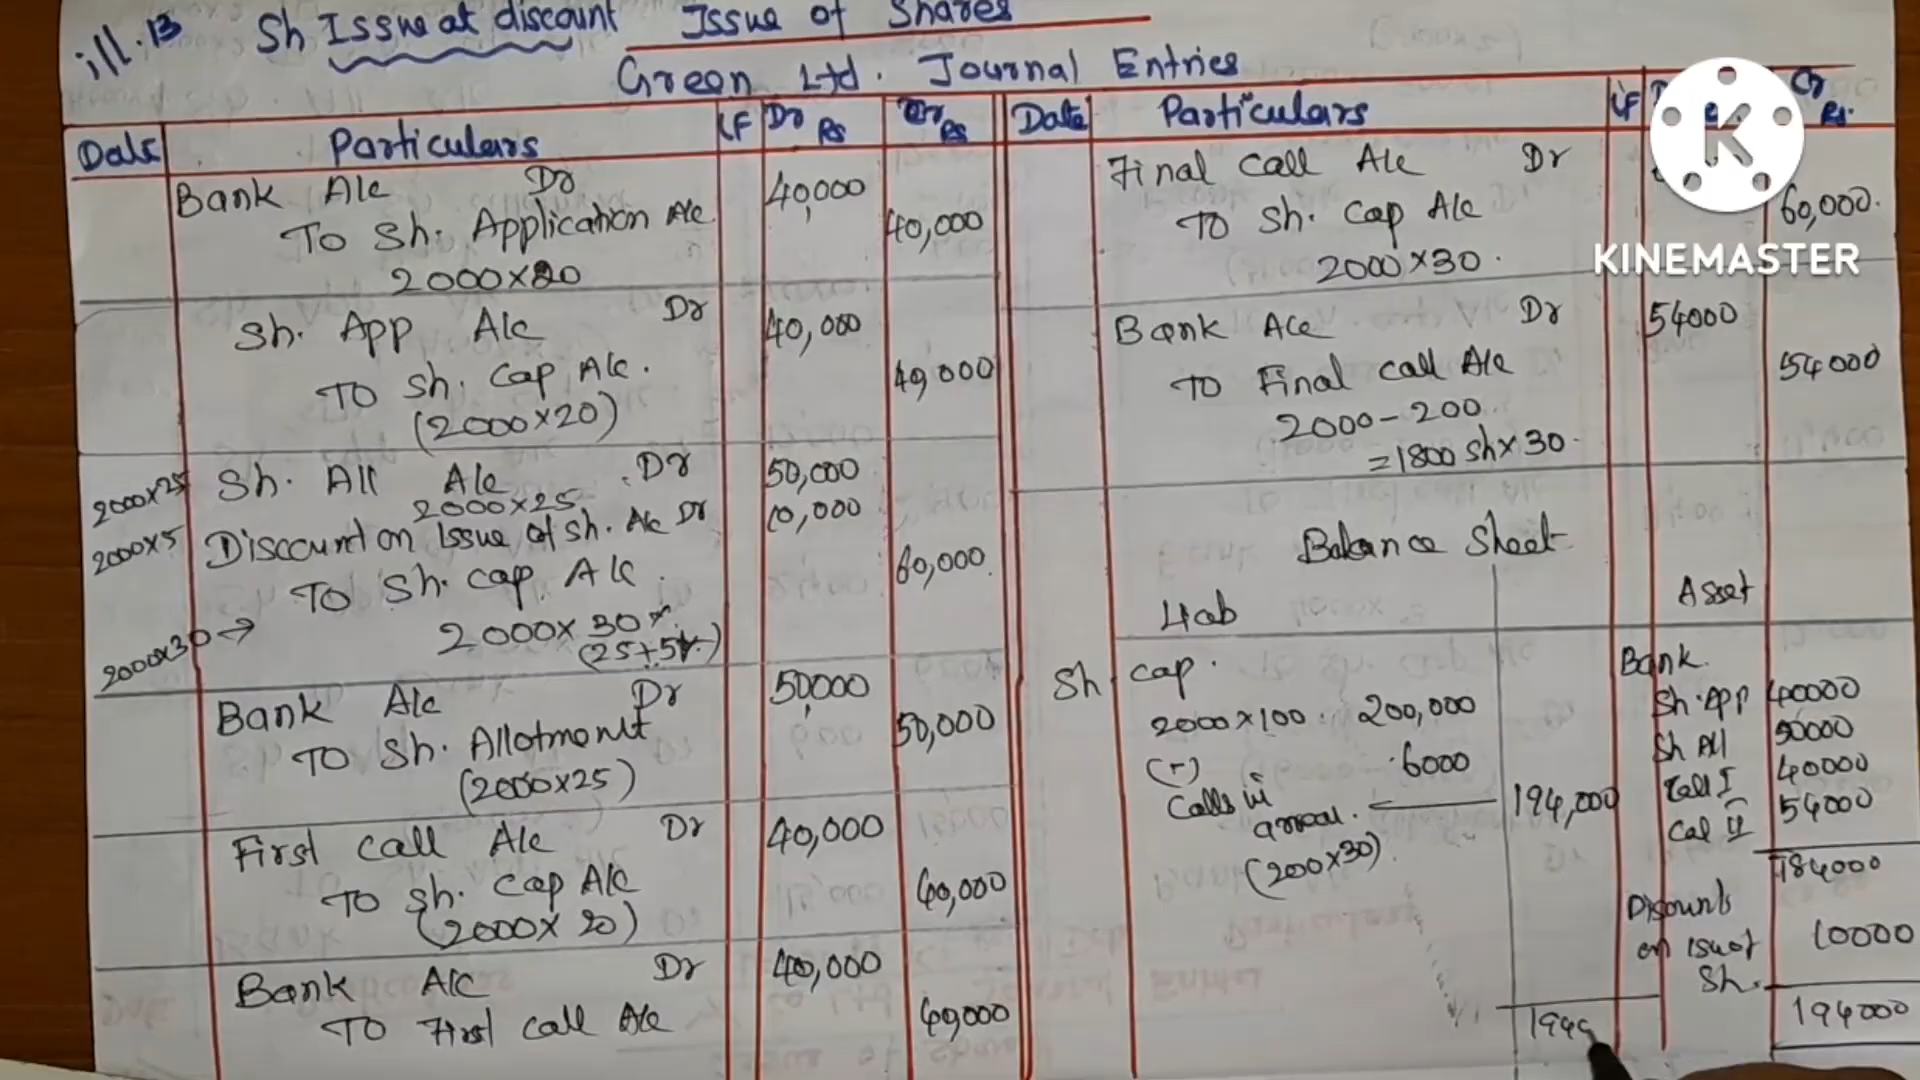 ill.13 Sh Issue at discount Issue of Shares
Green Ltd. Journal Entries
Date Particulars LF Dr Rs Cr Rs
Bank A/c Dr 40,000
To Sh. Application A/c 40,000
2000×20
Sh. App A/c Dr 40,000
To Sh. Cap A/c. 40,000
(2000×20)
2000×25 Sh. All A/c Dr 50,000
2000×25
2000×5 Discount on Issue of Sh. A/c Dr 10,000
To Sh. Cap A/c. 60,000
2000×30 → 2000×30
(25+5)
Bank A/c Dr 50,000
To Sh. Allotment 50,000
(2000×25)
First call A/c Dr 40,000
To Sh. Cap A/c 40,000
(2000×20)
Bank A/c Dr 40,000
To First call A/c 40,000
Date Particulars LF Cr Rs.
Final call A/c Dr
To Sh. Cap A/c 60,000.
2000×30.
Bank A/c Dr 54000
To Final call A/c 54000
2000-200
=1800 Sh×30.
Balance Sheet
Liab Asset
Sh. cap. Bank.
2000×100. 200,000 Sh. App 40000
(-) 6000 Sh All 50000
Calls in Call I 40000
arrear. 194,000 Cal II 54000
(200×30). 184000
Discount
on Isu of 10000
Sh.
194 194000
K
KINEMASTER